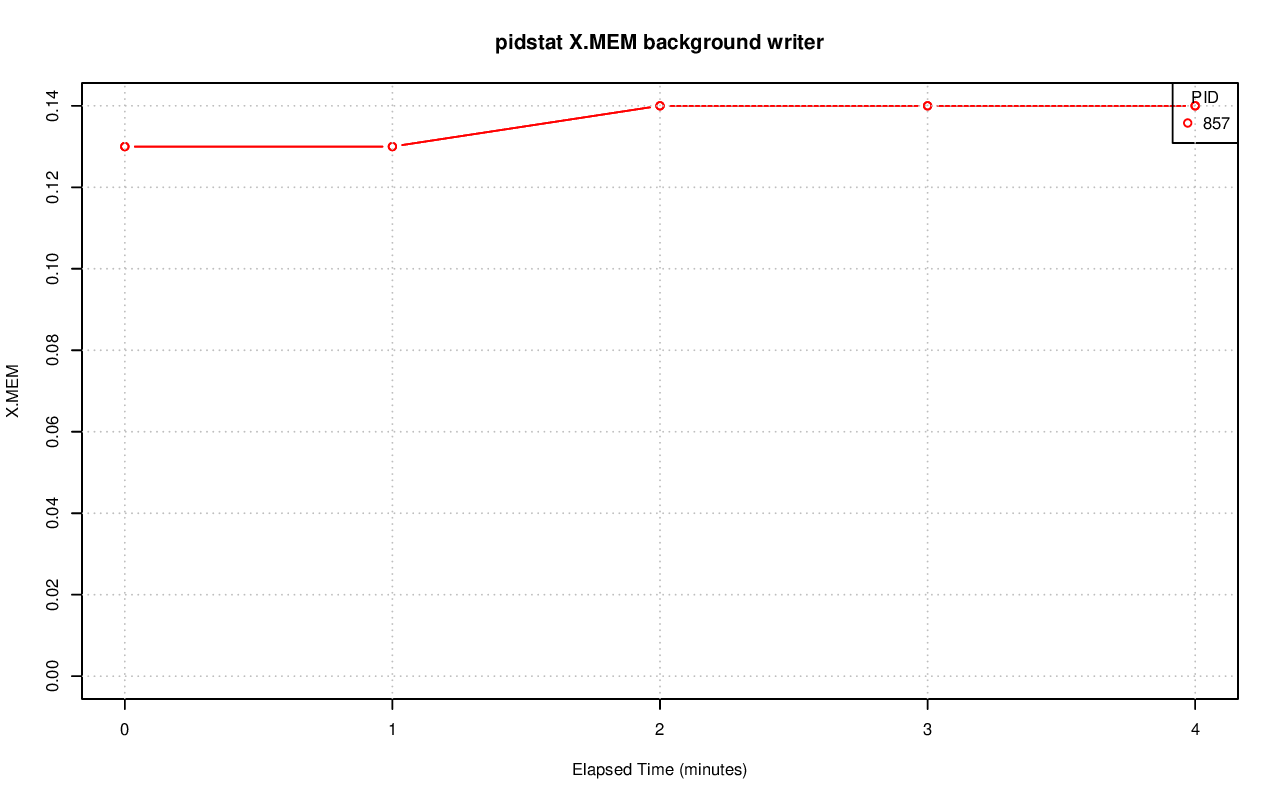 pidstat X.MEM background writer
PID
857
X.MEM
0.14
0.12
0.10
0.08
0.06
0.04
0.02
0.00
0 1 2 3 4
Elapsed Time (minutes)